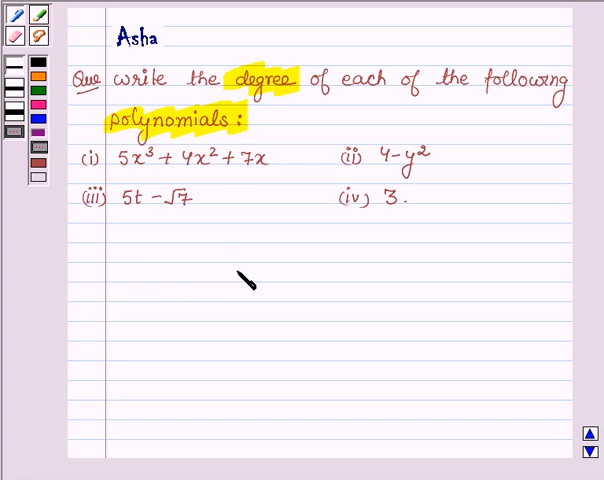 Asha
Que write the degree of each of the following
polynomials:
(i) 5x³ + 4x² + 7x (ii) 4-y²
(iii) 5t - √7 (iv) 3.